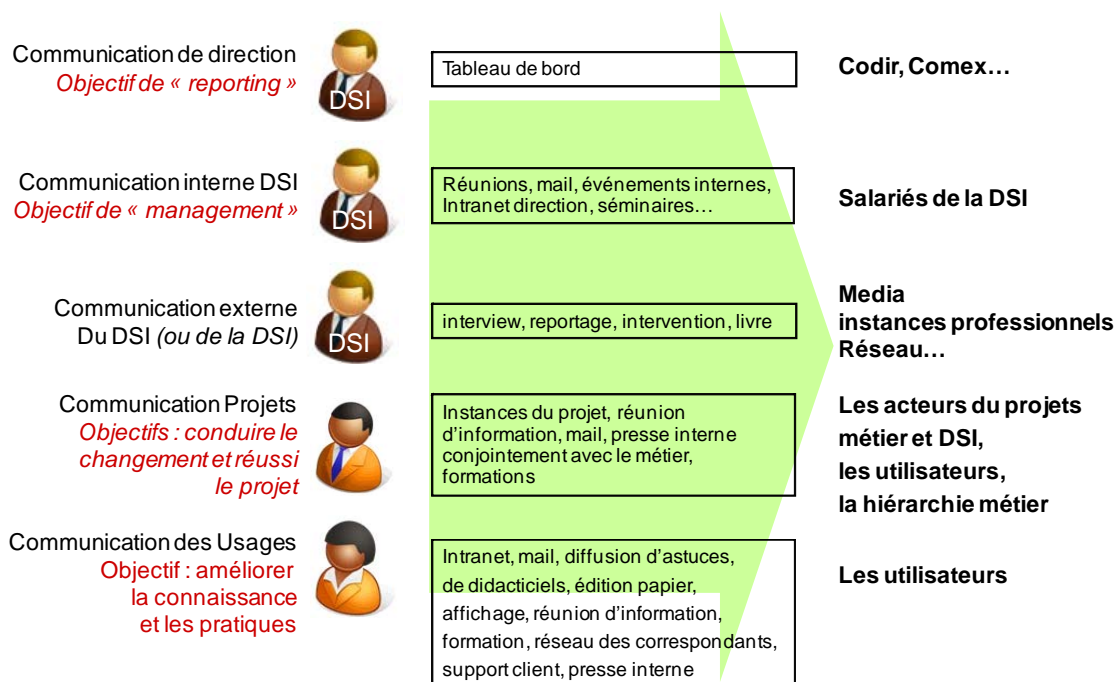 Communication de direction
Objectif de « reporting »
DSI
Tableau de bord
Codir, Comex…
Communication interne DSI
Objectif de « management »
DSI
Réunions, mail, événements internes,
Intranet direction, séminaires…
Salariés de la DSI
Communication externe
Du DSI (ou de la DSI)
DSI
interview, reportage, intervention, livre
Media
instances professionnels
Réseau…
Communication Projets
Objectifs : conduire le
changement et réussi
le projet
Instances du projet, réunion
d’information, mail, presse interne
conjointement avec le métier,
formations
Les acteurs du projets
métier et DSI,
les utilisateurs,
la hiérarchie métier
Communication des Usages
Objectif : améliorer
la connaissance
et les pratiques
Intranet, mail, diffusion d’astuces,
de didacticiels, édition papier,
affichage, réunion d’information,
formation, réseau des correspondants,
support client, presse interne
Les utilisateurs